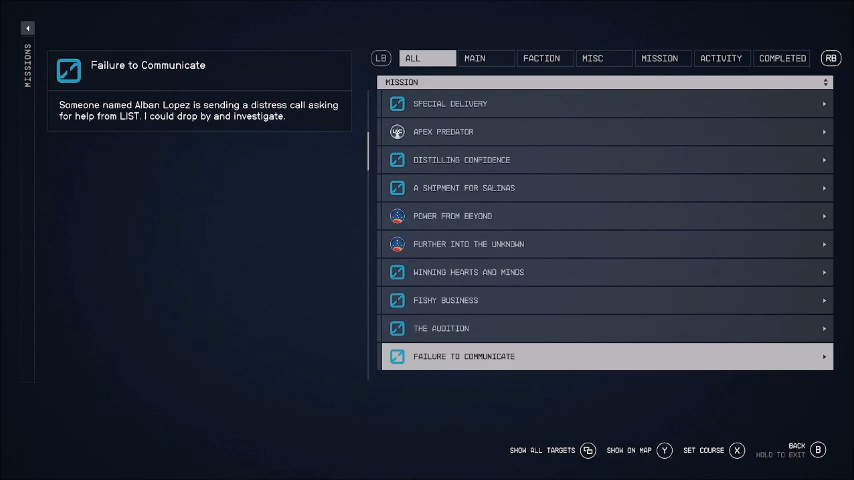 MISSIONS
Failure to Communicate
Someone named Alban Lopez is sending a distress call asking
for help from LIST. I could drop by and investigate.
LB
ALL
MAIN
FACTION
MISC
MISSION
ACTIVITY
COMPLETED
RB
MISSION
SPECIAL DELIVERY
APEX PREDATOR
DISTILLING CONFIDENCE
A SHIPMENT FOR SALINAS
POWER FROM BEYOND
FURTHER INTO THE UNKNOWN
WINNING HEARTS AND MINDS
FISHY BUSINESS
THE AUDITION
FAILURE TO COMMUNICATE
SHOW ALL TARGETS
SHOW ON MAP Y
SET COURSE X
BACK B
HOLD TO EXIT